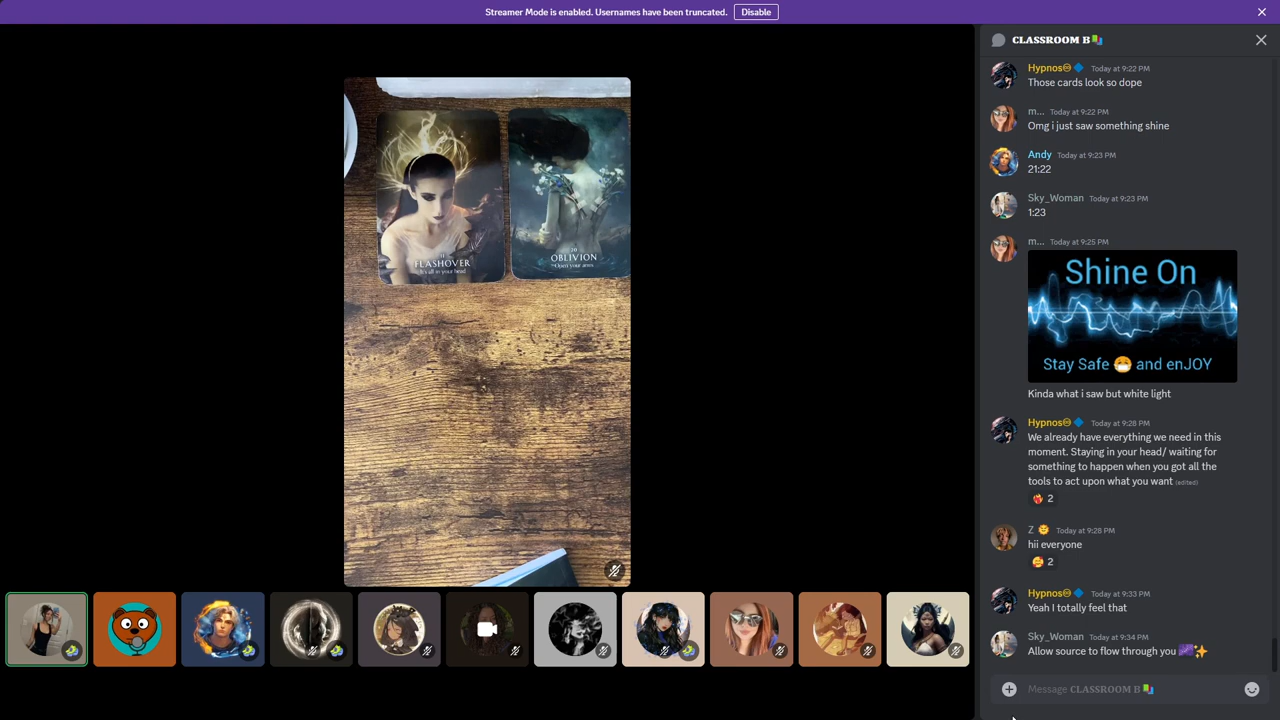 Streamer Mode is enabled. Usernames have been truncated. Disable
FLASHOVER
It's all in your head
20
OBLIVION
CLASSROOM B
Hypnos Today at 9:22 PM
Those cards look so dope
m... Today at 9:22 PM
Omg i just saw something shine
Andy Today at 9:23 PM
21:22
Sky_Woman Today at 9:23 PM
1:23
m... Today at 9:25 PM
Shine On
Stay Safe 😷 and enJOY
Kinda what i saw but white light
Hypnos Today at 9:28 PM
We already have everything we need in this
moment. Staying in your head/ waiting for
something to happen when you got all the
tools to act upon what you want (edited)
2
Z Today at 9:28 PM
hii everyone
2
Hypnos Today at 9:33 PM
Yeah I totally feel that
Sky_Woman Today at 9:34 PM
Allow source to flow through you ✨
Message CLASSROOM B